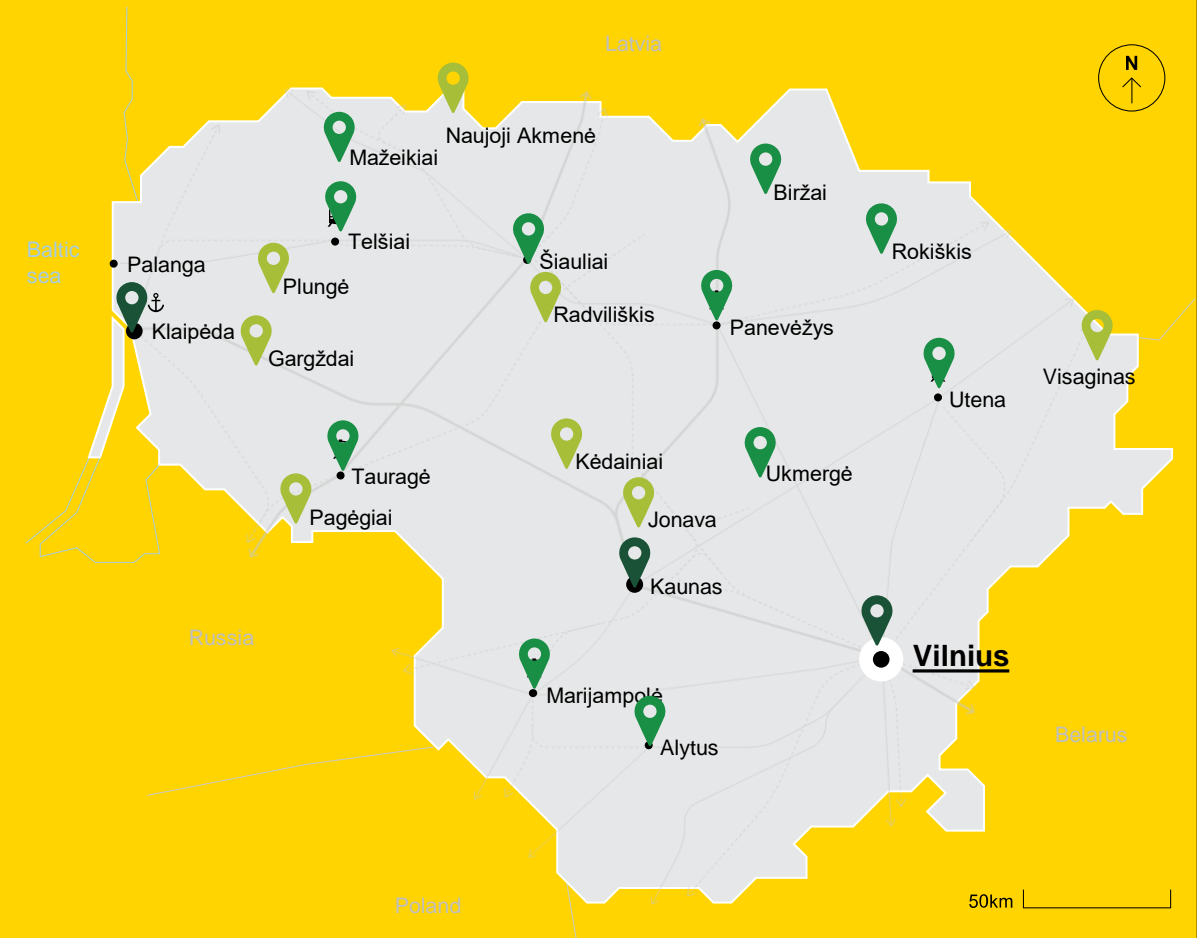 Latvia
N
Naujoji Akmenė
Mažeikiai
Biržai
Telšiai
Rokiškis
Baltic
sea
Palanga
Šiauliai
Plungė
Radviliškis
Panevėžys
Klaipėda
Gargždai
Visaginas
Utena
Kėdainiai
Ukmergė
Tauragė
Pagėgiai
Jonava
Kaunas
Russia
Vilnius
Marijampolė
Belarus
Alytus
50km
Poland